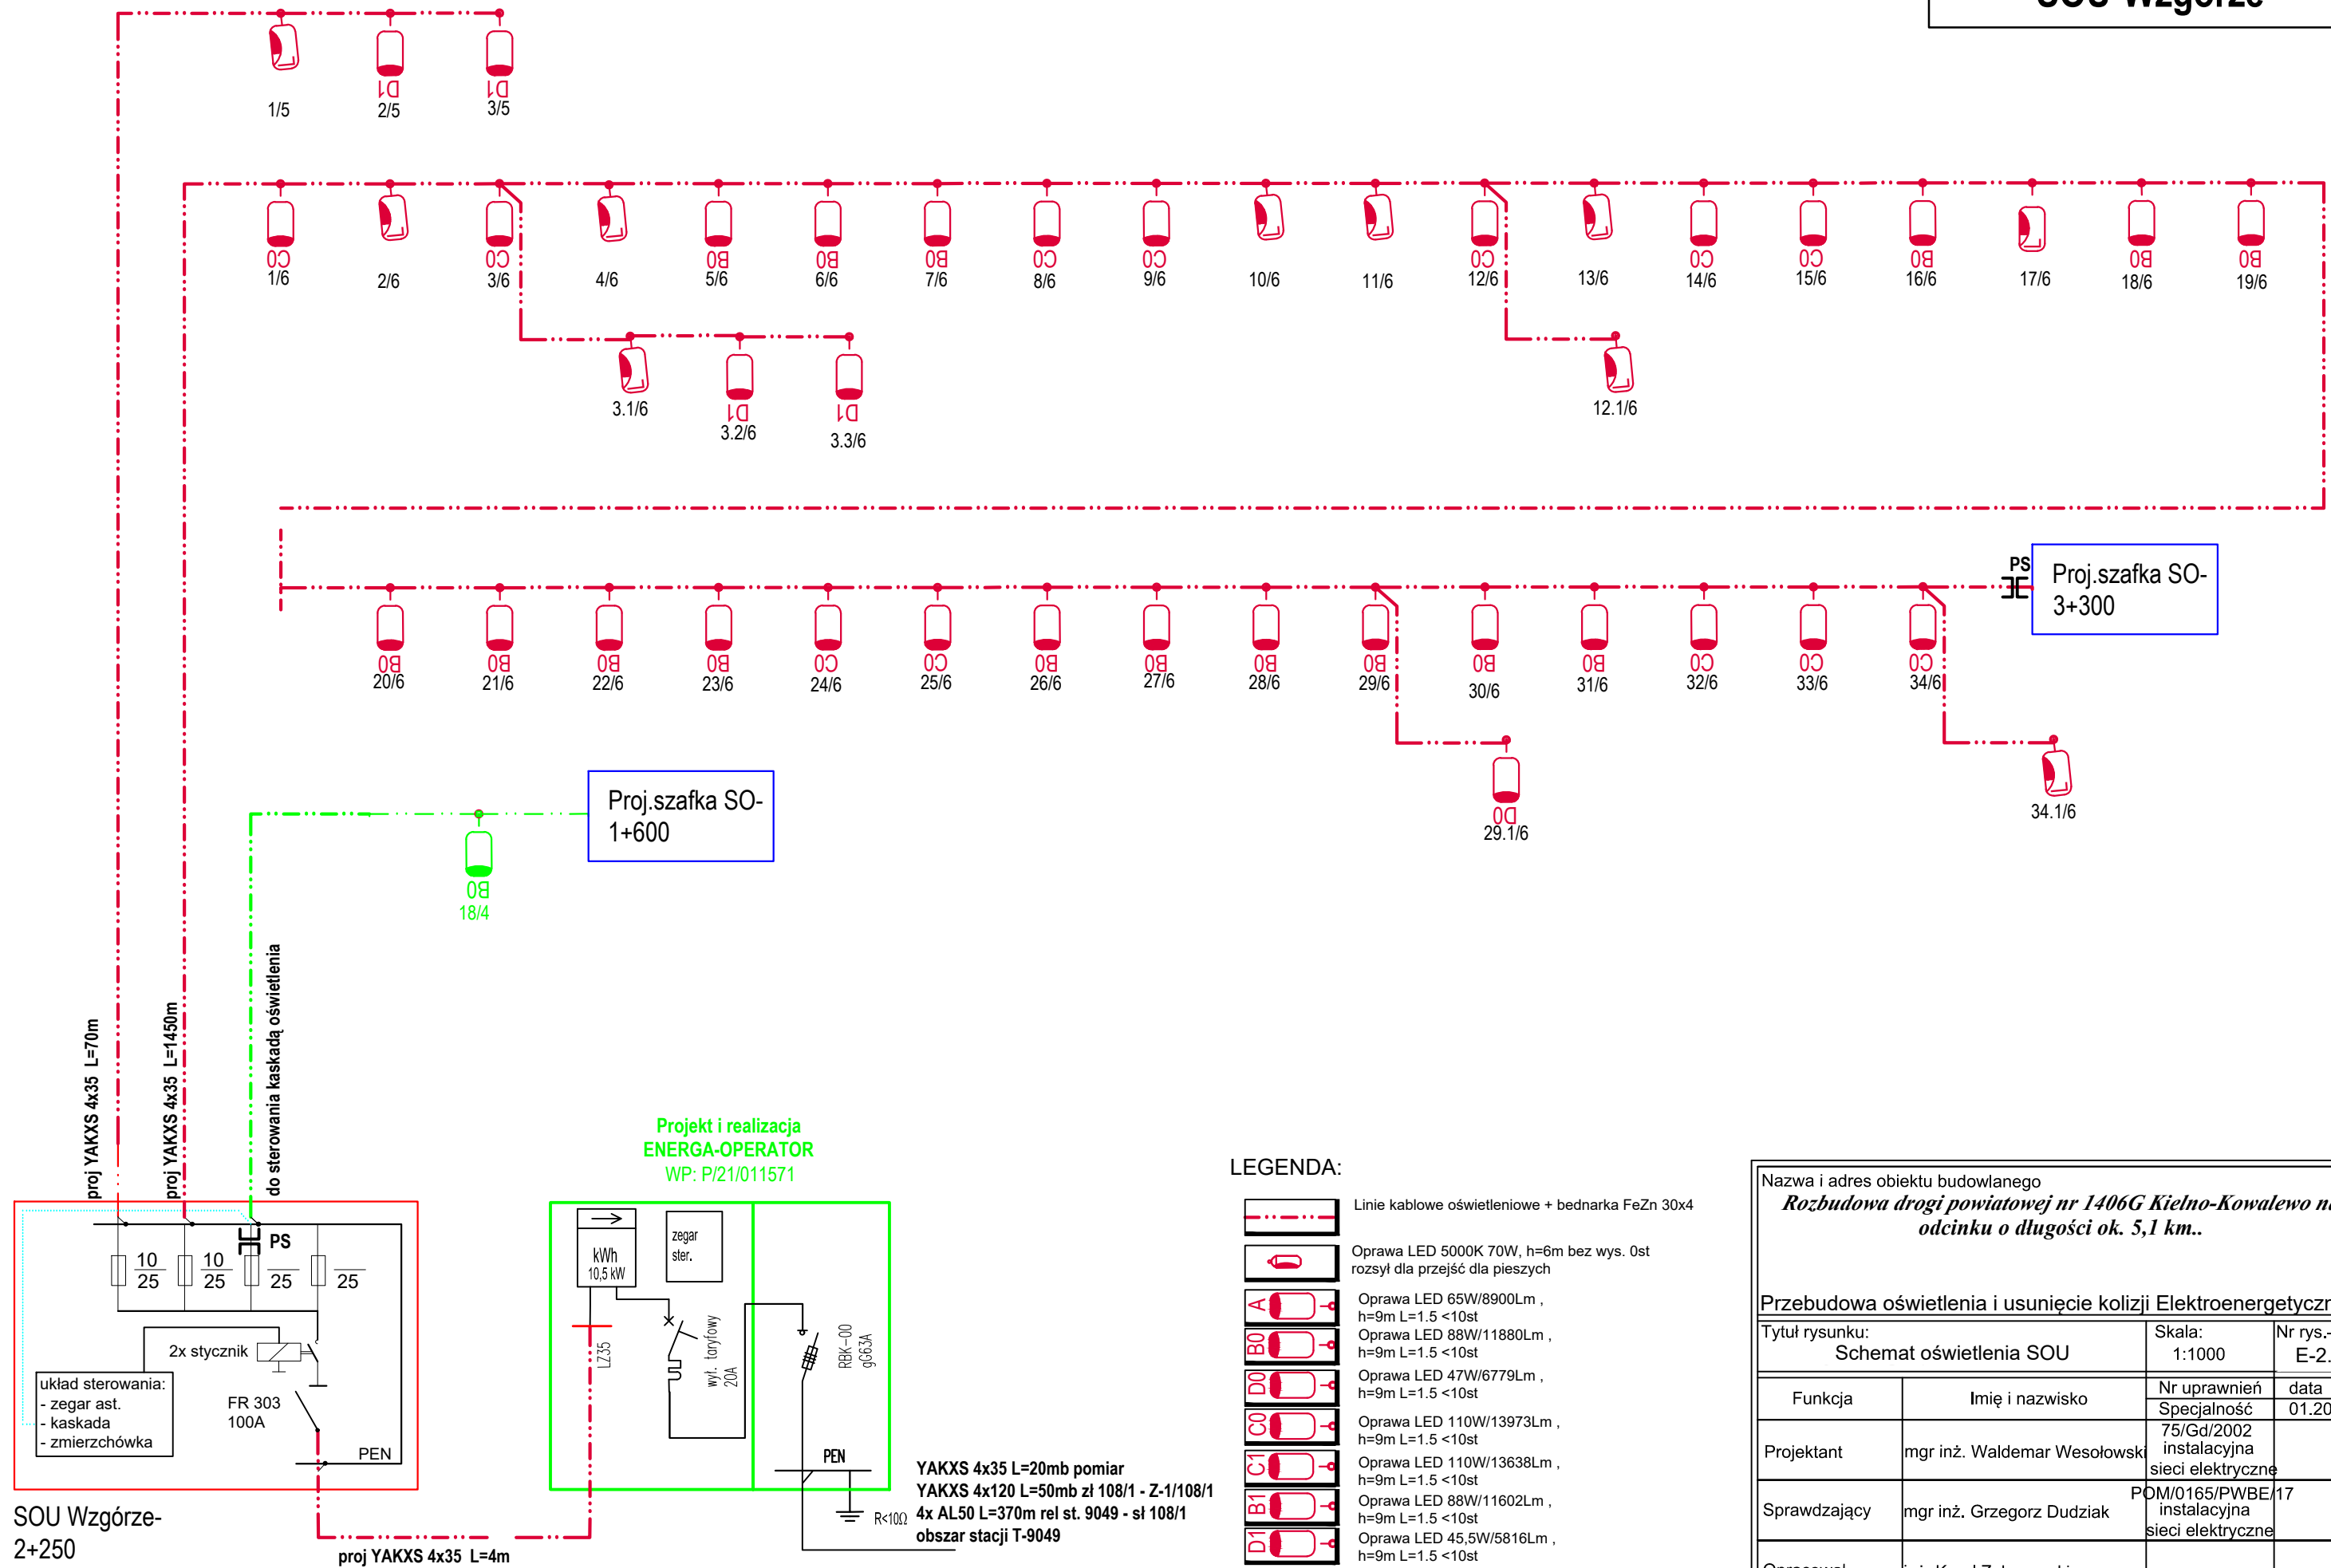 SOU Wzgórze
D1
D1
1/5
2/5
3/5
C0
C0
B0
B0
B0
C0
C0
C0
C0
C0
B0
B0
B0
1/6
2/6
3/6
4/6
5/6
6/6
7/6
8/6
9/6
10/6
11/6
12/6
13/6
14/6
15/6
16/6
17/6
18/6
19/6
D1
D1
3.1/6
3.2/6
3.3/6
12.1/6
PS
Proj.szafka SO-
3+300
B0
B0
B0
B0
C0
C0
B0
B0
B0
B0
B0
B0
C0
C0
C0
20/6
21/6
22/6
23/6
24/6
25/6
26/6
27/6
28/6
29/6
30/6
31/6
32/6
33/6
34/6
D0
29.1/6
34.1/6
Proj.szafka SO-
1+600
B0
18/4
proj YAKXS 4x35 L=70m
proj YAKXS 4x35 L=1450m
do sterowania kaskadą oświetlenia
PS
10
25
10
25
25
25
2x stycznik
układ sterowania:
- zegar ast.
- kaskada
- zmierzchówka
FR 303
100A
PEN
SOU Wzgórze-
2+250
proj YAKXS 4x35 L=4m
Projekt i realizacja
ENERGA-OPERATOR
WP: P/21/011571
kWh
10,5 kW
zegar
ster.
LZ35
wył. taryfowy
20A
RBK-00
gG63A
PEN
R<10Ω
YAKXS 4x35 L=20mb pomiar
YAKXS 4x120 L=50mb zł 108/1 - Z-1/108/1
4x AL50 L=370m rel st. 9049 - sł 108/1
obszar stacji T-9049
LEGENDA:
Linie kablowe oświetleniowe + bednarka FeZn 30x4
Oprawa LED 5000K 70W, h=6m bez wys. 0st
rozsył dla przejść dla pieszych
A
Oprawa LED 65W/8900Lm ,
h=9m L=1.5 <10st
B0
Oprawa LED 88W/11880Lm ,
h=9m L=1.5 <10st
D0
Oprawa LED 47W/6779Lm ,
h=9m L=1.5 <10st
C0
Oprawa LED 110W/13973Lm ,
h=9m L=1.5 <10st
C1
Oprawa LED 110W/13638Lm ,
h=9m L=1.5 <10st
B1
Oprawa LED 88W/11602Lm ,
h=9m L=1.5 <10st
D1
Oprawa LED 45,5W/5816Lm ,
h=9m L=1.5 <10st
Nazwa i adres obiektu budowlanego
Rozbudowa drogi powiatowej nr 1406G Kielno-Kowalewo na
odcinku o długości ok. 5,1 km..
Przebudowa oświetlenia i usunięcie kolizji Elektroenergetyczn
Tytuł rysunku:
Schemat oświetlenia SOU
Skala:
1:1000
Nr rys.-
E-2.
Funkcja
Imię i nazwisko
Nr uprawnień
Specjalność
data
01.20
Projektant
mgr inż. Waldemar Wesołowski
75/Gd/2002
instalacyjna
sieci elektryczne
Sprawdzający
mgr inż. Grzegorz Dudziak
POM/0165/PWBE/17
instalacyjna
sieci elektryczne